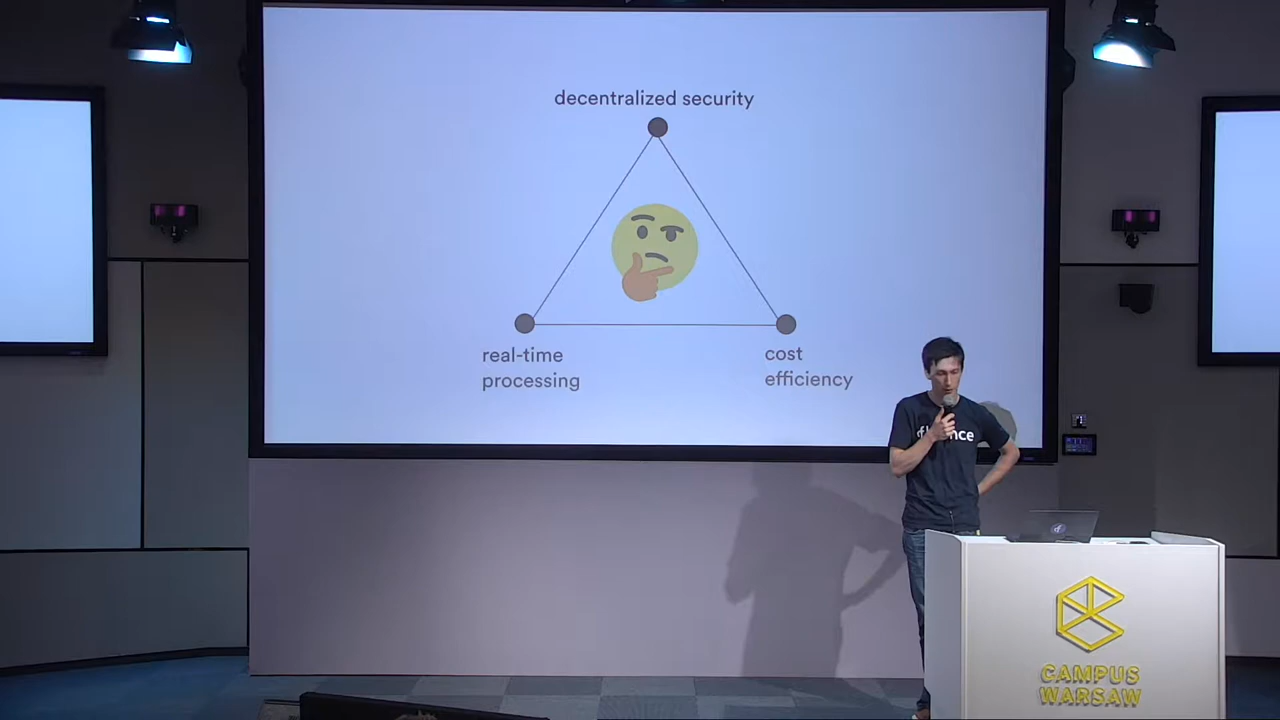 decentralized security
real-time
processing
cost
efficiency
CAMPUS
WARSAW